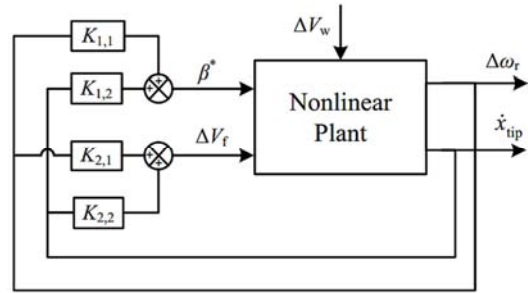 K1,1
ΔVw
Δωr
K1,2
β*
Nonlinear
Plant
ẋtip
K2,1
ΔVf
K2,2
+
+
+
+